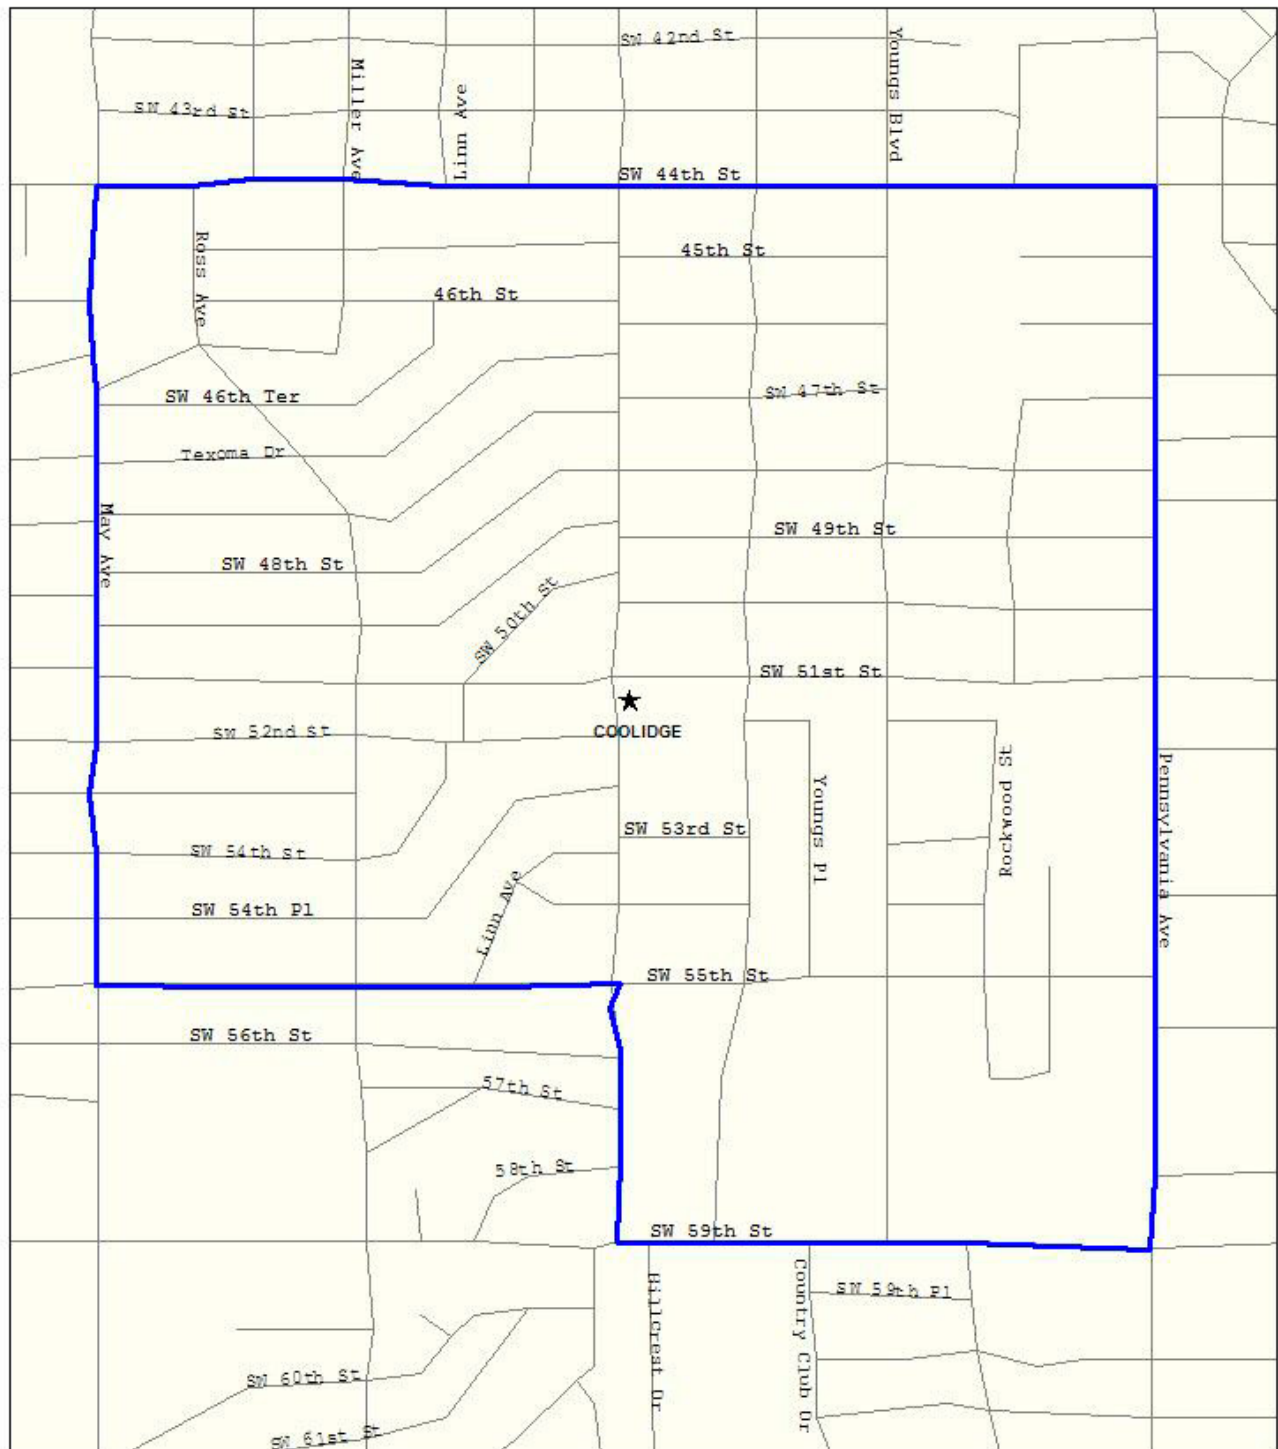 SW 42nd St
Youngs Blvd
Miller Ave
Linn Ave
SW 43rd St
SW 44th St
Ross Ave
45th St
46th St
SW 46th Ter
SW 47th St
Texoma Dr
May Ave
SW 49th St
SW 48th St
SW 50th St
SW 51st St
SW 52nd St
COOLIDGE
Youngs Pl
Rockwood St
Pennsylvania Ave
SW 53rd St
SW 54th St
Linn Ave
SW 54th Pl
SW 55th St
SW 56th St
57th St
58th St
SW 59th St
Hillcrest Dr
Country Club Dr
SW 59th Pl
SW 60th St
SW 61st St